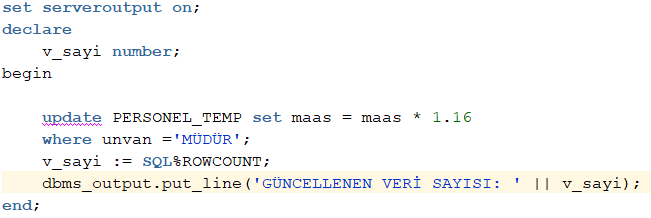 set serveroutput on;
declare
v_sayi number;
begin
update PERSONEL_TEMP set maas = maas * 1.16
where unvan ='MÜDÜR';
v_sayi := SQL%ROWCOUNT;
dbms_output.put_line('GÜNCELLENEN VERİ SAYISI: ' || v_sayi);
end;